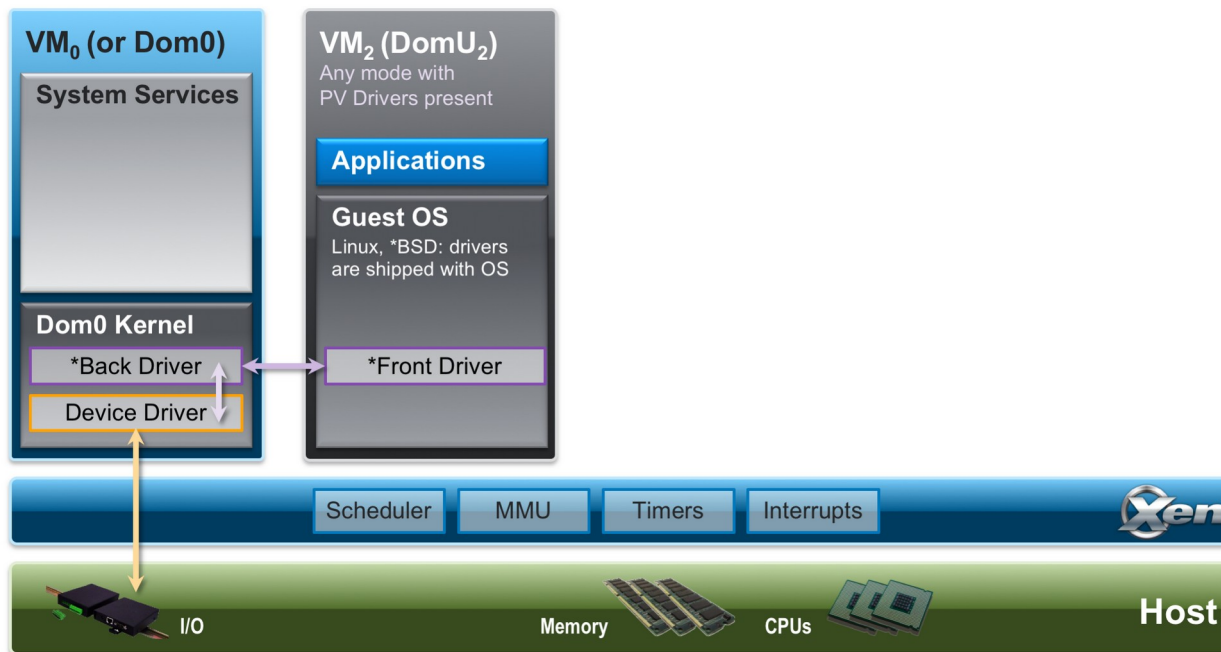 VM0 (or Dom0)
System Services
Dom0 Kernel
*Back Driver
Device Driver
VM2 (DomU2)
Any mode with
PV Drivers present
Applications
Guest OS
Linux, *BSD: drivers
are shipped with OS
*Front Driver
Scheduler MMU Timers Interrupts Xen
I/O Memory CPUs Host